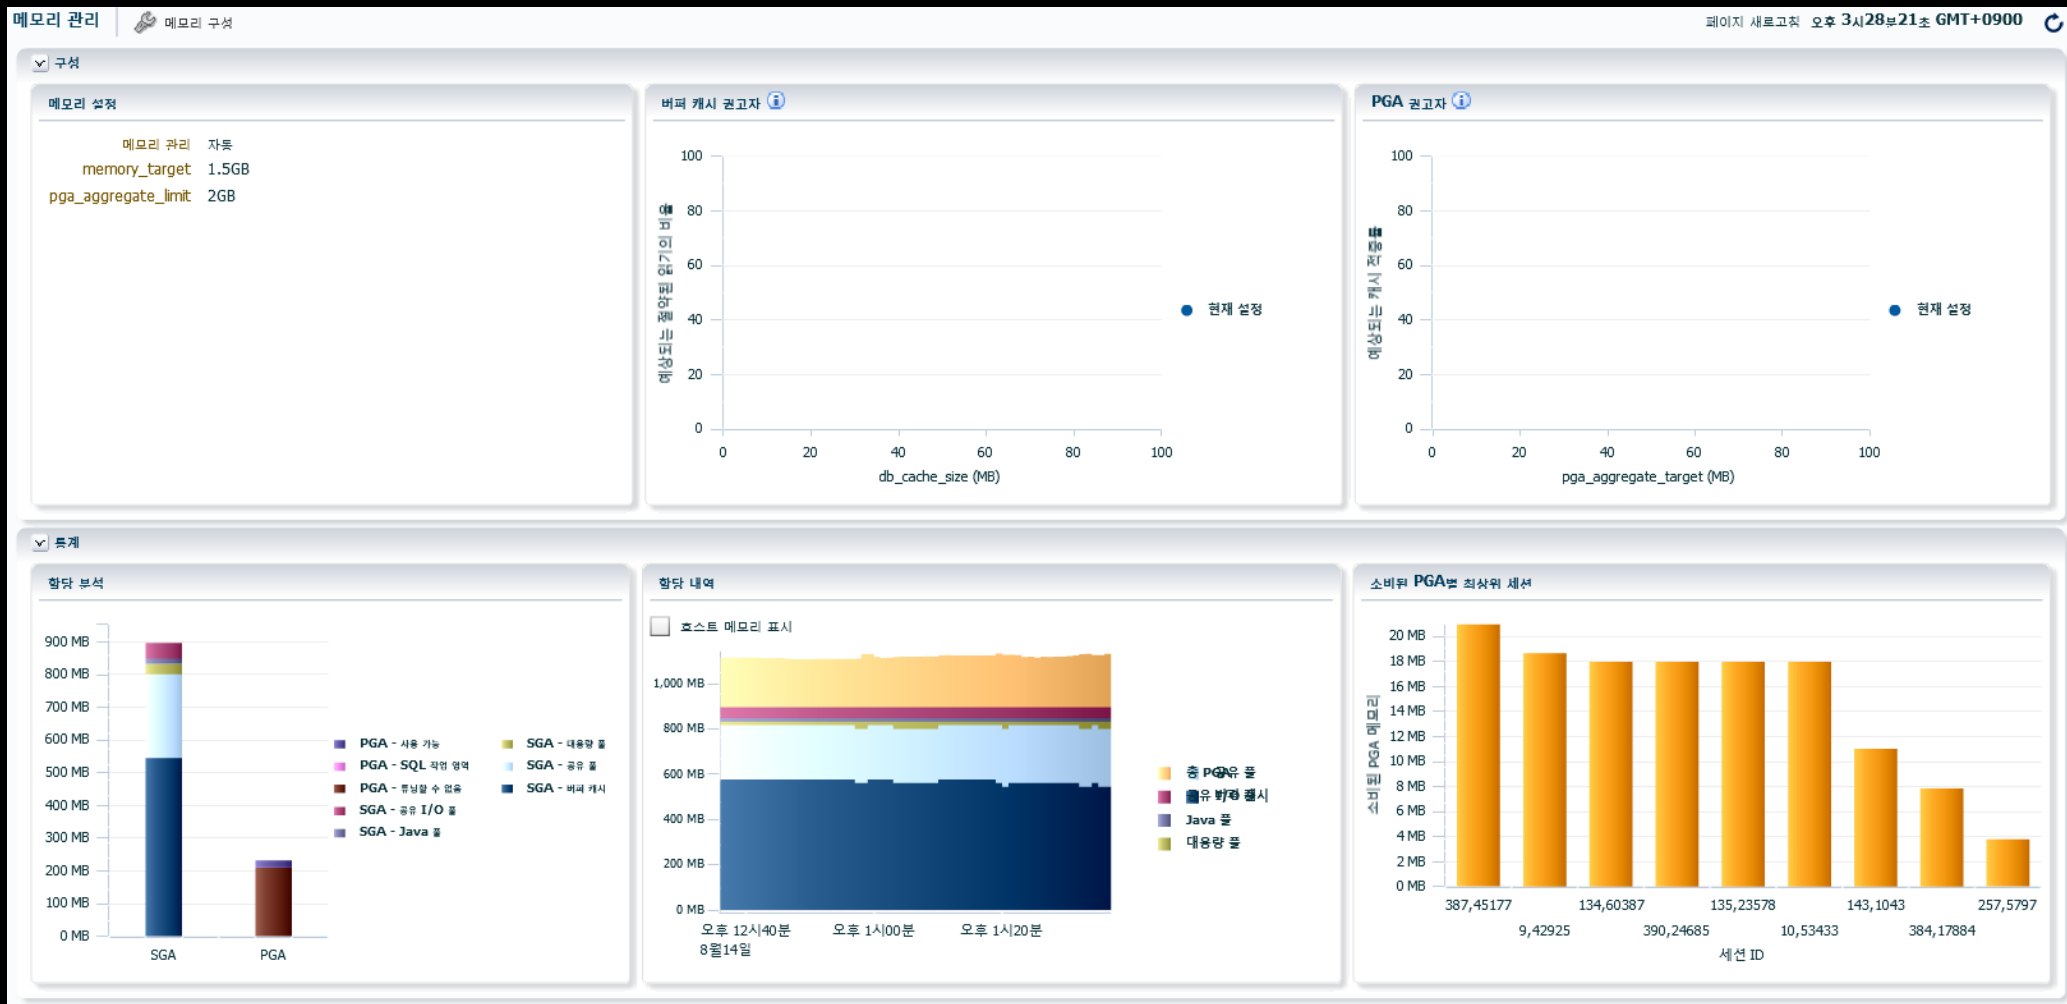 메모리 관리
메모리 구성
페이지 새로고침 오후 3시28분21초 GMT+0900
구성
메모리 설정
메모리 관리 자동
memory_target 1.5GB
pga_aggregate_limit 2GB
버퍼 캐시 권고자
예상되는 절약된 읽기의 비율
100
80
60
40
20
0
0 20 40 60 80 100
db_cache_size (MB)
현재 설정
PGA 권고자
예상되는 캐시 적중률
100
80
60
40
20
0
0 20 40 60 80 100
pga_aggregate_target (MB)
현재 설정
통계
할당 분석
900 MB
800 MB
700 MB
600 MB
500 MB
400 MB
300 MB
200 MB
100 MB
0 MB
SGA PGA
PGA - 사용 가능
PGA - SQL 작업 영역
PGA - 튜닝할 수 없음
SGA - 공유 I/O 풀
SGA - Java 풀
SGA - 대용량 풀
SGA - 공유 풀
SGA - 버퍼 캐시
할당 내역
호스트 메모리 표시
1,000 MB
800 MB
600 MB
400 MB
200 MB
0 MB
오후 12시40분 오후 1시00분 오후 1시20분
8월14일
총 PGA
Java 풀
대용량 풀
소비된 PGA별 최상위 세션
소비된 PGA 메모리
20 MB
18 MB
16 MB
14 MB
12 MB
10 MB
8 MB
6 MB
4 MB
2 MB
0 MB
387,45177 134,60387 135,23578 143,1043 257,5797
9,42925 390,24685 10,53433 384,17884
세션 ID